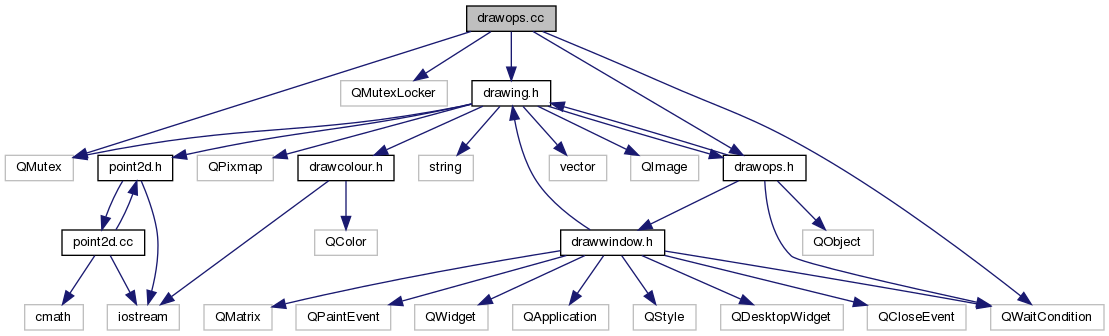 drawops.cc
QMutexLocker
drawing.h
QMutex
point2d.h
QPixmap
drawcolour.h
string
vector
QImage
drawops.h
point2d.cc
QColor
drawwindow.h
QObject
cmath
iostream
QMatrix
QPaintEvent
QWidget
QApplication
QStyle
QDesktopWidget
QCloseEvent
QWaitCondition